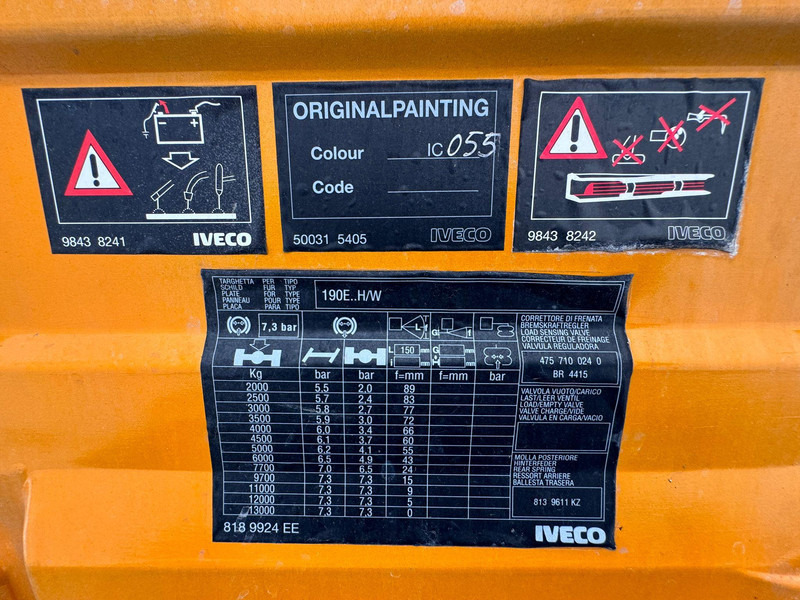 9843 8241 IVECO
ORIGINALPAINTING
Colour IC 055
Code
50031 5405 IVECO
9843 8242 IVECO
TARGHETTA PER TIPO
SCHILD FUR TYP
PLATE FOR TYPE
PANNEAU POUR TYPE
PLACA PARA TIPO
190E..H/W
7,3 bar
L 150 mm
Kg bar bar f=mm f=mm bar
2000 5.5 2.0 89
2500 5.7 2.4 83
3000 5.8 2.7 77
3500 5.9 3.0 72
4000 6.0 3.4 66
4500 6.1 3.7 60
5000 6.2 4.1 55
6000 6.5 4.9 43
7700 7.0 6.5 24
9700 7.3 7.3 15
11000 7.3 7.3 9
12000 7.3 7.3 5
13000 7.3 7.3 0
CORRETTORE DI FRENATA
BREMSKRAFTREGLER
LOAD SENSING VALVE
CORRECTEUR DE FREINAGE
VALVULA REGULADORA
475 710 024 0
BR 4415
VALVOLA VUOTO/CARICO
LAST/LEER VENTIL
LOAD/EMPTY VALVE
VALVE CHARGE/VIDE
VALVULA EN CARGA/VACIO
MOLLA POSTERIORE
HINTERFEDER
REAR SPRING
RESSORT ARRIERE
BALLESTA TRASERA
813 9611 KZ
818 9924 EE IVECO